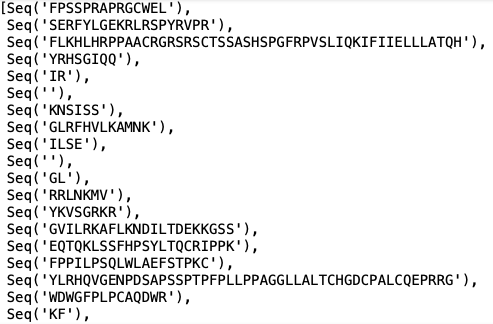 [Seq('FPSSPRAPRGCWEL'),
Seq('SERFYLGEKRLRSPYRVPR'),
Seq('FLKHLHRPPAACRGRSRSCTSSASHSPGFRPVSLIQKIFIIELLLATQH'),
Seq('YRHSGIQQ'),
Seq('IR'),
Seq(''),
Seq('KNSISS'),
Seq('GLRFHVLKAMNK'),
Seq('ILSE'),
Seq(''),
Seq('GL'),
Seq('RRLNKMV'),
Seq('YKVSGRKR'),
Seq('GVILRKAFLKNDILTDEKKGSS'),
Seq('EQTQKLSSFHPSYLTQCRIPPK'),
Seq('FPPILPSQLWLAEFSTPKC'),
Seq('YLRHQVGENPDSAPSSPTPFPLLPPAGGLLALTCHGDCPALCQEPRRG'),
Seq('WDWGFPLPCAQDWR'),
Seq('KF'),